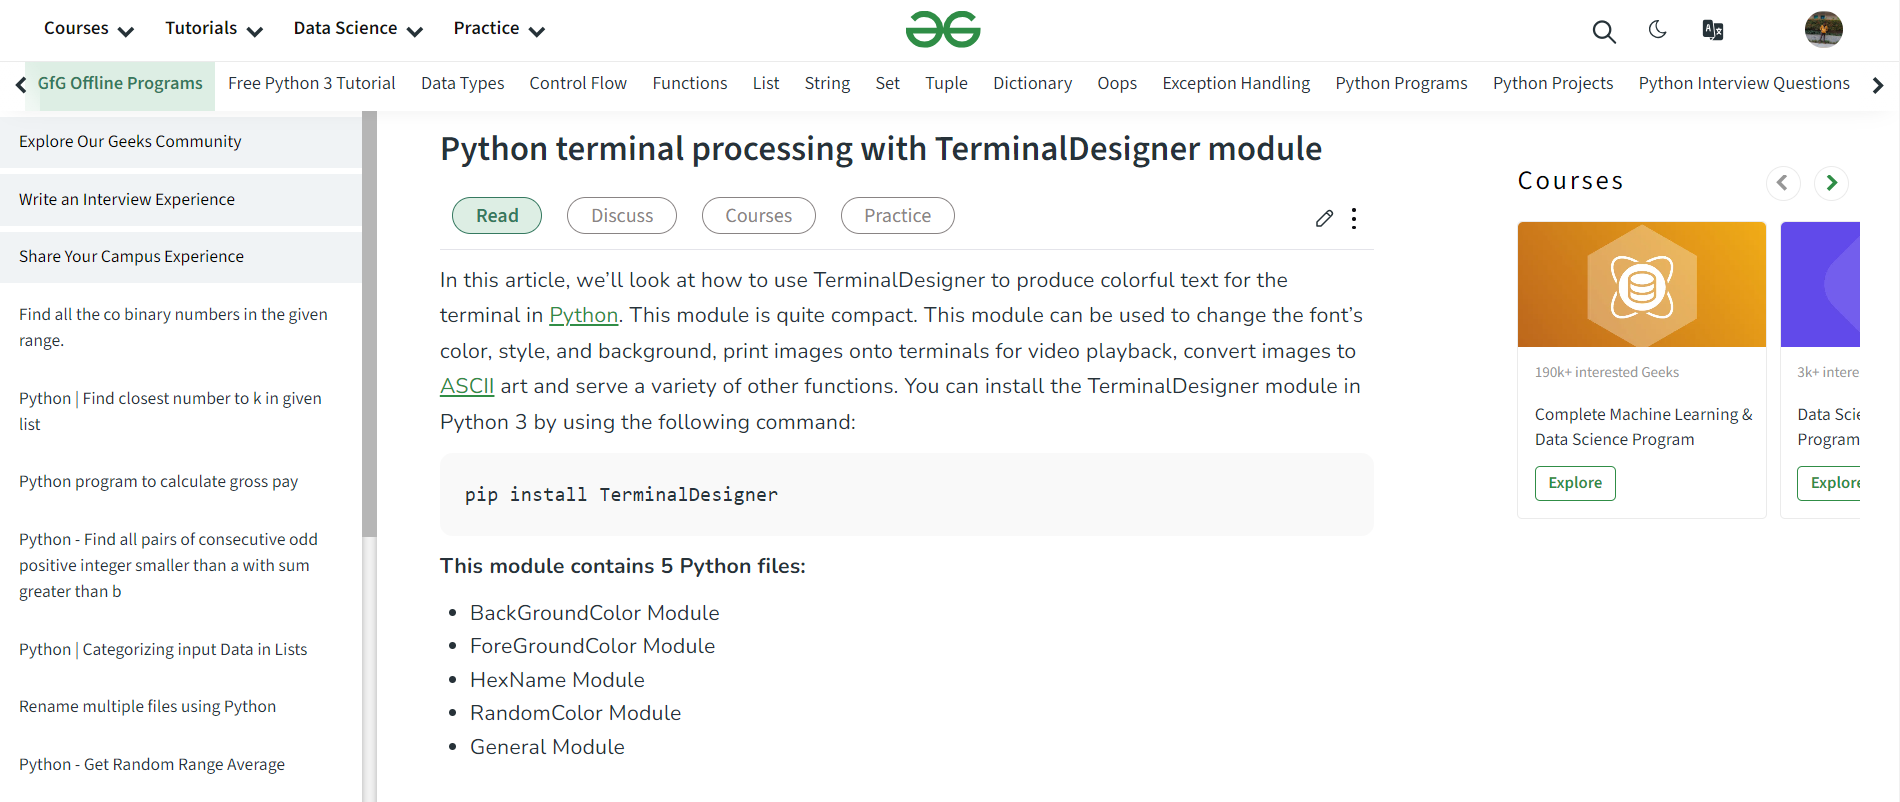 Courses Tutorials Data Science Practice
GfG Offline Programs Free Python 3 Tutorial Data Types Control Flow Functions List String Set Tuple Dictionary Oops Exception Handling Python Programs Python Projects Python Interview Questions
Explore Our Geeks Community
Write an Interview Experience
Share Your Campus Experience
Find all the co binary numbers in the given
range.
Python | Find closest number to k in given
list
Python program to calculate gross pay
Python - Find all pairs of consecutive odd
positive integer smaller than a with sum
greater than b
Python | Categorizing input Data in Lists
Rename multiple files using Python
Python - Get Random Range Average
Python terminal processing with TerminalDesigner module
Read Discuss Courses Practice
In this article, we’ll look at how to use TerminalDesigner to produce colorful text for the
terminal in Python. This module is quite compact. This module can be used to change the font’s
color, style, and background, print images onto terminals for video playback, convert images to
ASCII art and serve a variety of other functions. You can install the TerminalDesigner module in
Python 3 by using the following command:
pip install TerminalDesigner
This module contains 5 Python files:
BackGroundColor Module
ForeGroundColor Module
HexName Module
RandomColor Module
General Module
Courses
190k+ interested Geeks
Complete Machine Learning &
Data Science Program
Explore
3k+ intere
Data Scie
Program
Explore